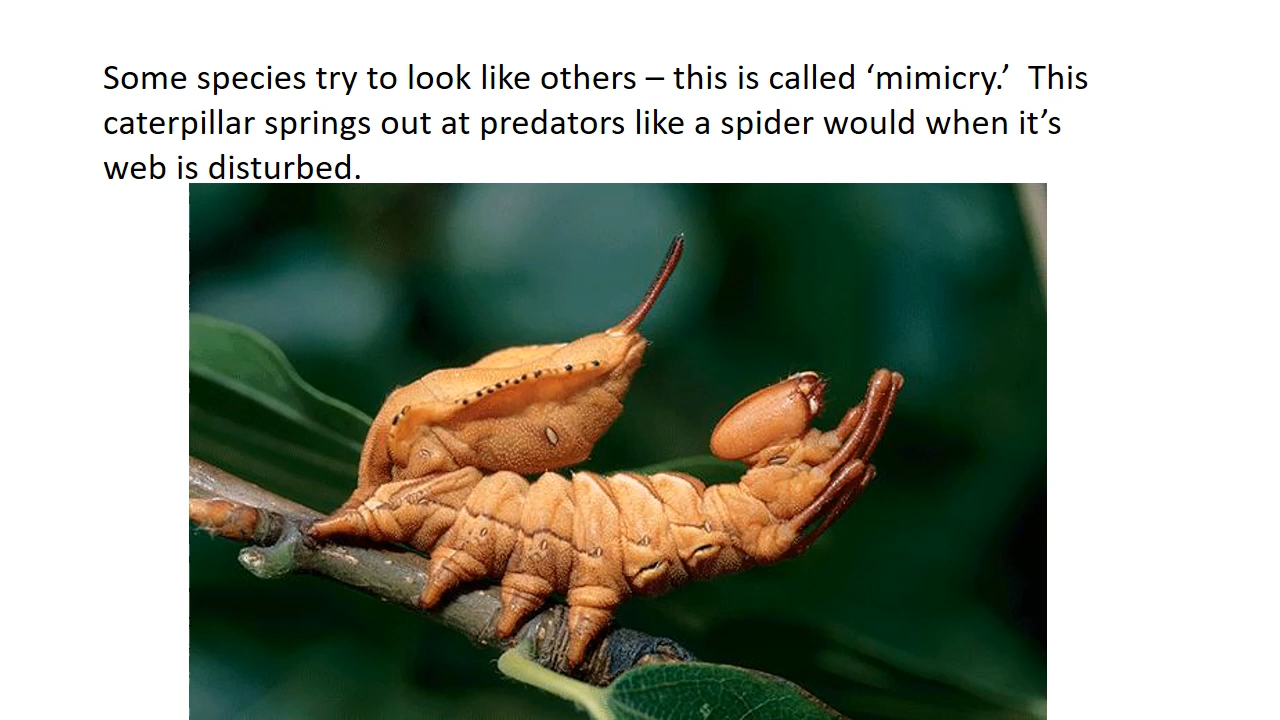 Some species try to look like others – this is called ‘mimicry.’  This
caterpillar springs out at predators like a spider would when it’s
web is disturbed.